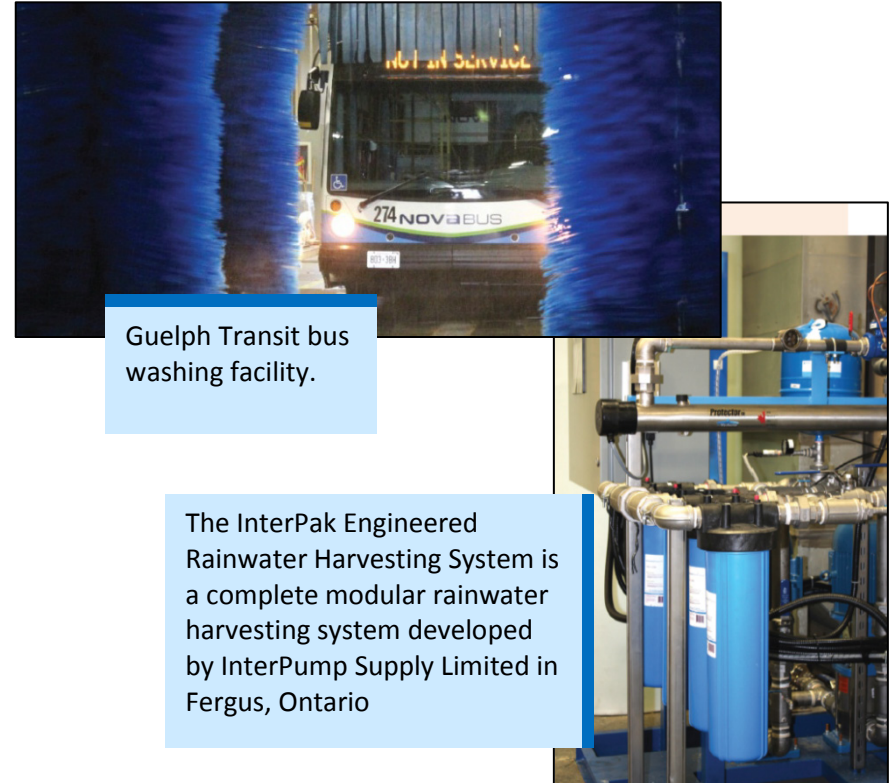 NOT IN SERVICE
274 NOVABUS
Guelph Transit bus
washing facility.
Protector
The InterPak Engineered
Rainwater Harvesting System is
a complete modular rainwater
harvesting system developed
by InterPump Supply Limited in
Fergus, Ontario